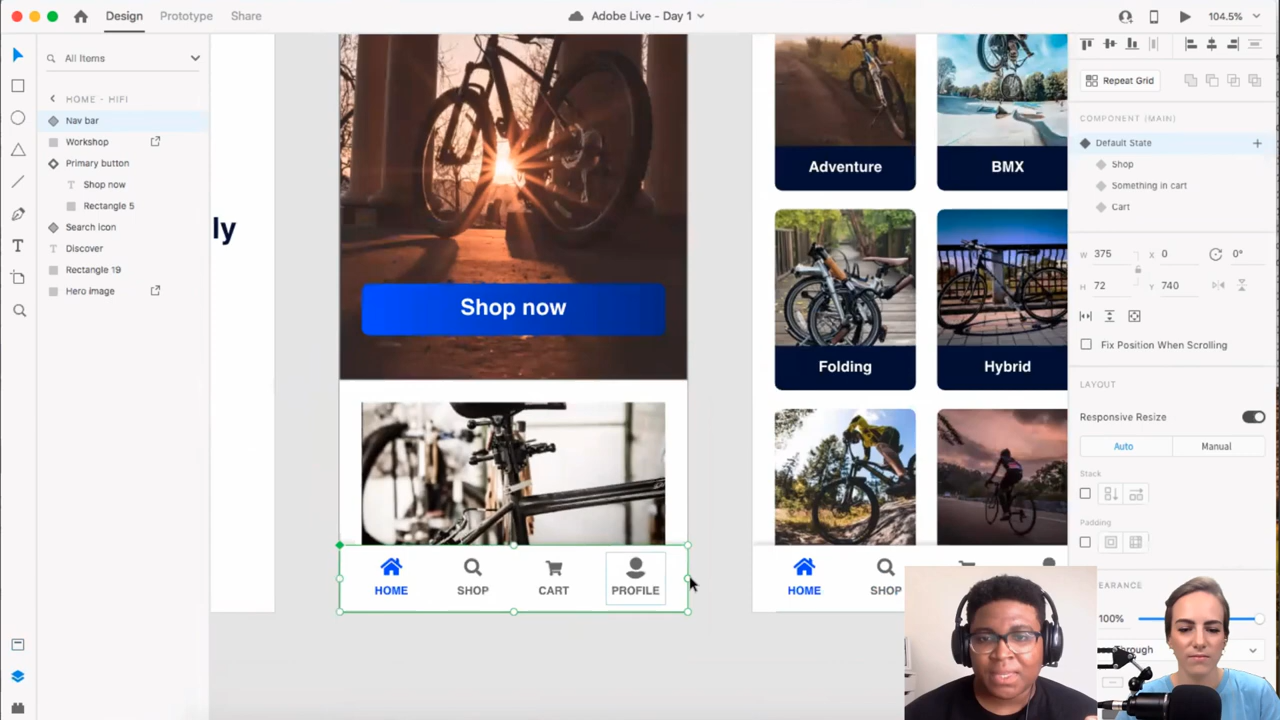 Design Prototype Share
Adobe Live - Day 1
104.5%
All Items
HOME - HIFI
Nav bar
Workshop
Primary button
Shop now
Rectangle 5
Search Icon
Discover
Rectangle 19
Hero image
ly
Shop now
HOME SHOP CART PROFILE
Adventure BMX
Folding Hybrid
HOME SHOP
Repeat Grid
COMPONENT (MAIN)
Default State
Shop
Something in cart
Cart
W 375 X 0 0°
H 72 Y 740
Fix Position When Scrolling
LAYOUT
Responsive Resize
Auto Manual
Stack
Padding
EARANCE
100%
Through